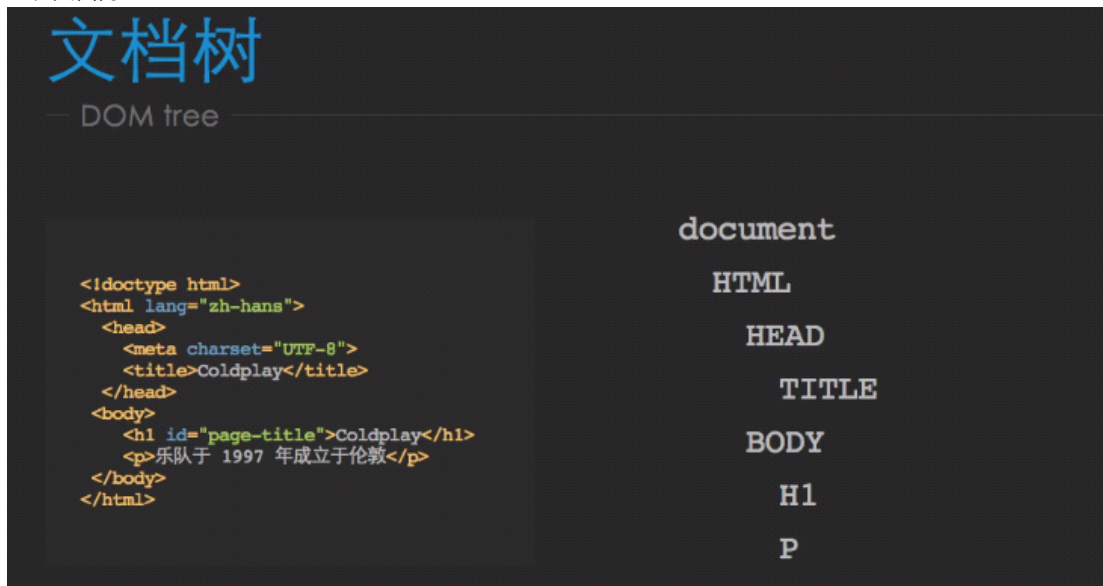 文档树
DOM tree
<!doctype html>
<html lang="zh-hans">
<head>
<meta charset="UTF-8">
<title>Coldplay</title>
</head>
<body>
<h1 id="page-title">Coldplay</h1>
<p>乐队于 1997 年成立于伦敦</p>
</body>
</html>
document
HTML
HEAD
TITLE
BODY
H1
P